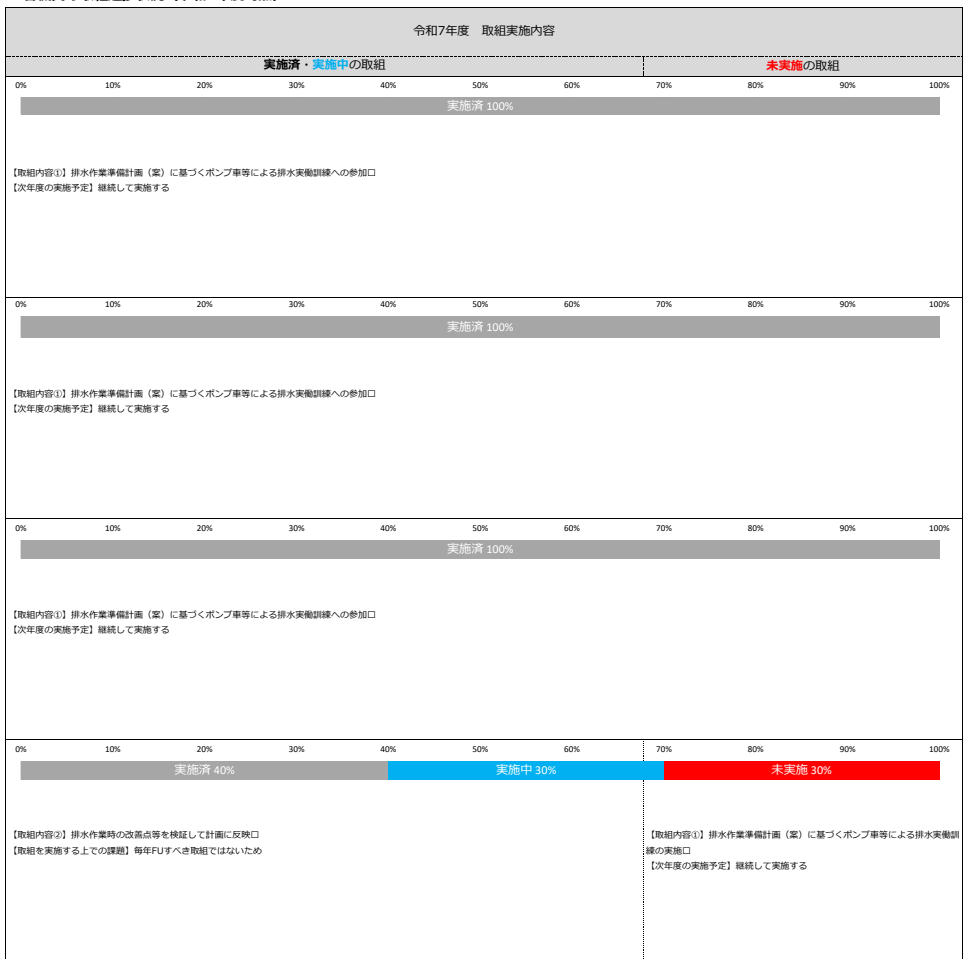 令和7年度　取組実施内容
実施済・実施中の取組　未実施の取組
0% 10% 20% 30% 40% 50% 60% 70% 80% 90% 100%
実施済 100%
【取組内容①】排水作業準備計画（案）に基づくポンプ車等による排水実働訓練への参加口
【次年度の実施予定】継続して実施する
0% 10% 20% 30% 40% 50% 60% 70% 80% 90% 100%
実施済 100%
【取組内容①】排水作業準備計画（案）に基づくポンプ車等による排水実働訓練への参加口
【次年度の実施予定】継続して実施する
0% 10% 20% 30% 40% 50% 60% 70% 80% 90% 100%
実施済 100%
【取組内容①】排水作業準備計画（案）に基づくポンプ車等による排水実働訓練への参加口
【次年度の実施予定】継続して実施する
0% 10% 20% 30% 40% 50% 60% 70% 80% 90% 100%
実施済 40% 実施中 30% 未実施 30%
【取組内容②】排水作業時の改善点等を検証して計画に反映口
【取組を実施する上での課題】毎年FUすべき取組ではないため
【取組内容①】排水作業準備計画（案）に基づくポンプ車等による排水実働訓
練の実施口
【次年度の実施予定】継続して実施する